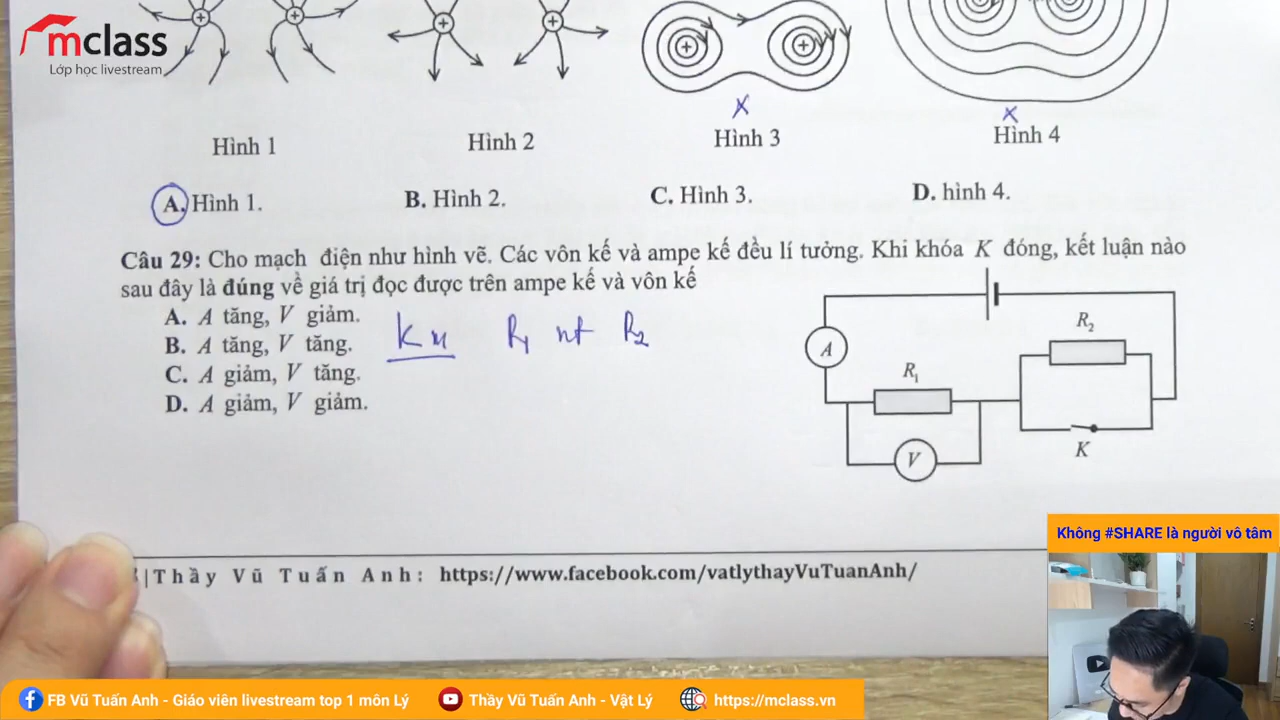 mclass
Lớp học livestream
Hình 1
Hình 2
Hình 3
Hình 4
A. Hình 1.
B. Hình 2.
C. Hình 3.
D. hình 4.
Câu 29: Cho mạch điện như hình vẽ. Các vôn kế và ampe kế đều lí tưởng. Khi khóa K đóng, kết luận nào
sau đây là đúng về giá trị đọc được trên ampe kế và vôn kế
A. A tăng, V giảm.
B. A tăng, V tăng.
C. A giảm, V tăng.
D. A giảm, V giảm.
R₁ nt R₂
A
R₁
V
R₂
K
|Thầy Vũ Tuấn Anh: https://www.facebook.com/vatlythayVuTuanAnh/
Không #SHARE là người vô tâm
FB Vũ Tuấn Anh - Giáo viên livestream top 1 môn Lý
Thầy Vũ Tuấn Anh - Vật Lý
https://mclass.vn